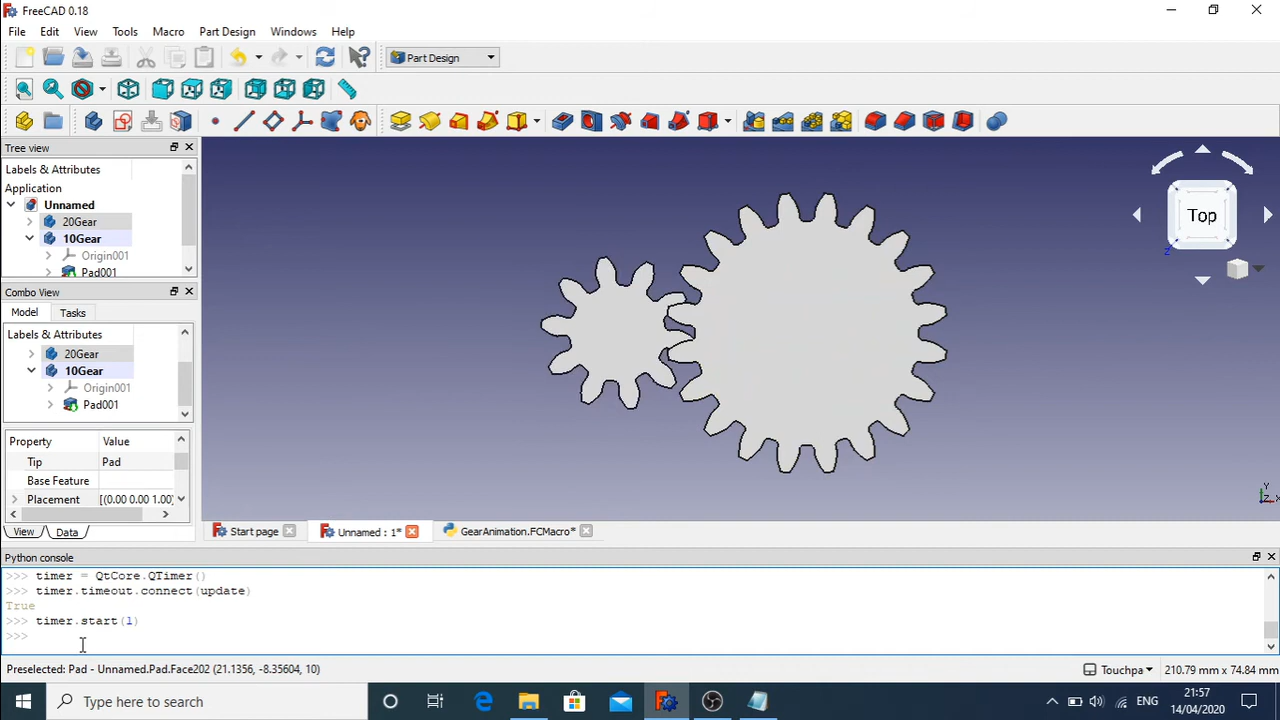 FreeCAD 0.18
File Edit View Tools Macro Part Design Windows Help
Part Design
Tree view
Labels & Attributes
Application
Unnamed
20Gear
10Gear
Origin001
Pad001
Combo View
Model Tasks
Labels & Attributes
20Gear
10Gear
Origin001
Pad001
Property Value
Tip Pad
Base Feature
Placement [(0.00 0.00 1.00)
View Data
Top
Z
Y
Z X
Start page Unnamed : 1* GearAnimation.FCMacro*
Python console
>>> timer = QtCore.QTimer()
>>> timer.timeout.connect(update)
True
>>> timer.start(1)
>>>
Preselected: Pad - Unnamed.Pad.Face202 (21.1356, -8.35604, 10) Touchpa 210.79 mm x 74.84 mm
Type here to search
ENG
21:57
14/04/2020